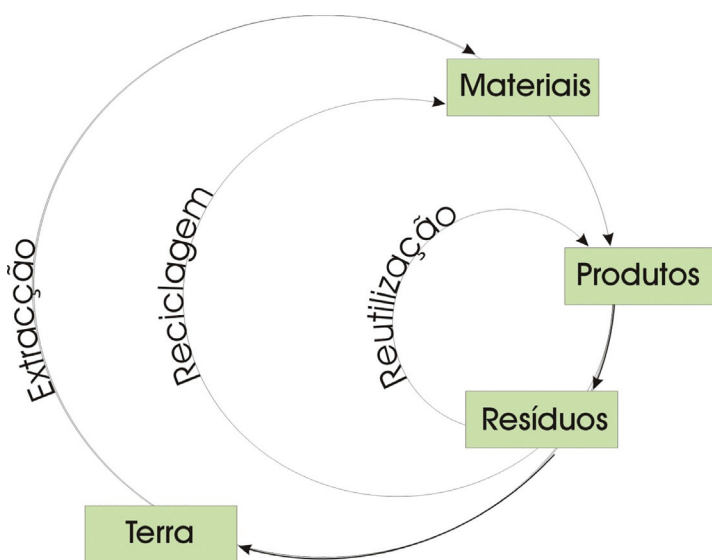 Materiais
Extracção
Reciclagem
Reutilização
Produtos
Resíduos
Terra